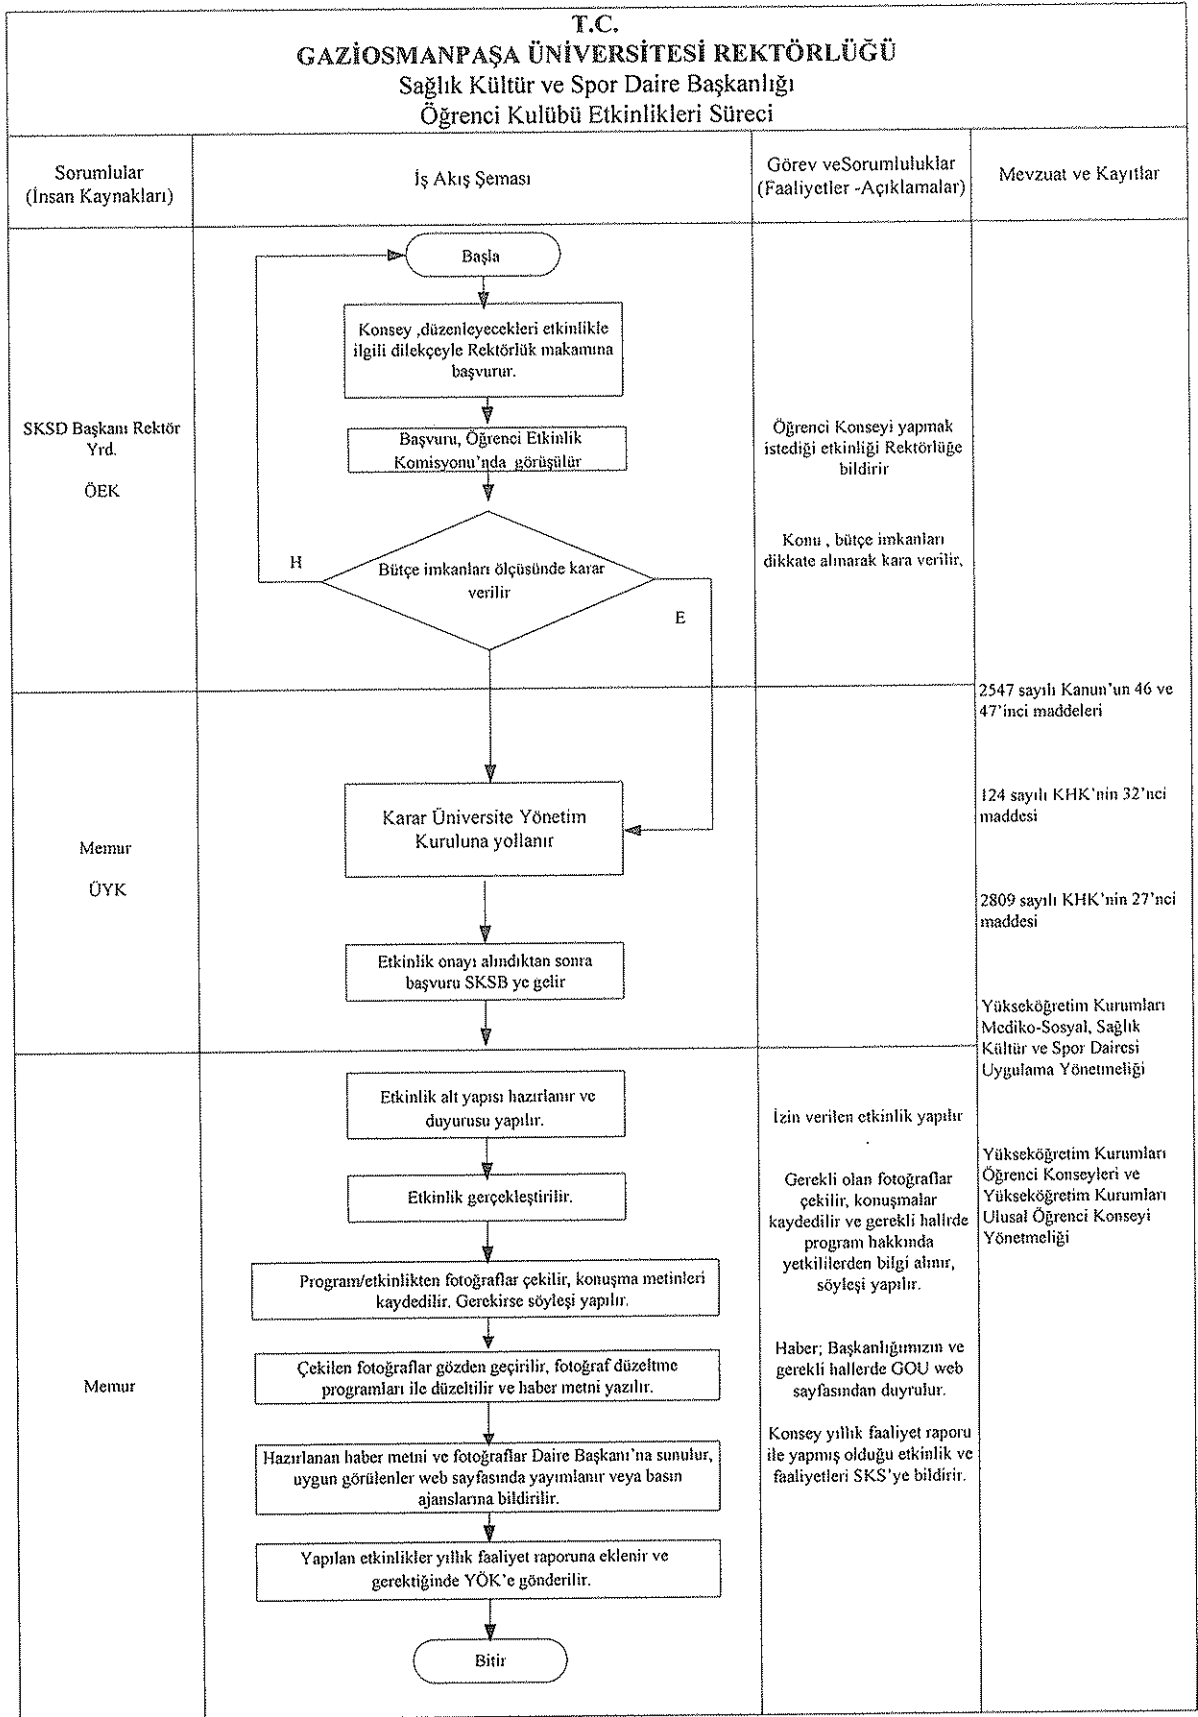 T.C.
GAZİOSMANPAŞA ÜNİVERSİTESİ REKTÖRLÜĞÜ
Sağlık Kültür ve Spor Daire Başkanlığı
Öğrenci Kulübü Etkinlikleri Süreci
Sorumlular
(İnsan Kaynakları)
İş Akış Şeması
Görev veSorumluluklar
(Faaliyetler -Açıklamalar)
Mevzuat ve Kayıtlar
SKSD Başkanı Rektör
Yrd.
ÖEK
Başla
Konsey ,düzenleyecekleri etkinlikle
ilgili dilekçeyle Rektörlük makamına
başvurur.
Başvuru, Öğrenci Etkinlik
Komisyonu'nda görüşülür
H
Bütçe imkanları ölçüsünde karar
verilir
E
Öğrenci Konseyi yapmak
istediği etkinliği Rektörlüğe
bildirir
Konu , bütçe imkanları
dikkate alınarak kara verilir.
Memur
ÜYK
Karar Üniversite Yönetim
Kuruluna yollanır
Etkinlik onayı alındıktan sonra
başvuru SKSB ye gelir
2547 sayılı Kanun'un 46 ve
47'inci maddeleri
124 sayılı KHK'nin 32'nci
maddesi
2809 sayılı KHK'nin 27'nci
maddesi
Yükseköğretim Kurumları
Mediko-Sosyal, Sağlık
Kültür ve Spor Dairesi
Uygulama Yönetmeliği
Yükseköğretim Kurumları
Öğrenci Konseyleri ve
Yükseköğretim Kurumları
Ulusal Öğrenci Konseyi
Yönetmeliği
Memur
Etkinlik alt yapısı hazırlanır ve
duyurusu yapılır.
Etkinlik gerçekleştirilir.
Program/etkinlikten fotoğraflar çekilir, konuşma metinleri
kaydedilir. Gerekirse söyleşi yapılır.
Çekilen fotoğraflar gözden geçirilir, fotoğraf düzeltme
programları ile düzeltilir ve haber metni yazılır.
Hazırlanan haber metni ve fotoğraflar Daire Başkanı'na sunulur,
uygun görülenler web sayfasında yayımlanır veya basın
ajanslarına bildirilir.
Yapılan etkinlikler yıllık faaliyet raporuna eklenir ve
gerektiğinde YÖK'e gönderilir.
Bitir
İzin verilen etkinlik yapılır
.
Gerekli olan fotoğraflar
çekilir, konuşmalar
kaydedilir ve gerekli hallrde
program hakkında
yetkililerden bilgi alınır,
söyleşi yapılır.
Haber; Başkanlığımızın ve
gerekli hallerde GOU web
sayfasından duyrulur.
Konsey yıllık faaliyet raporu
ile yapmış olduğu etkinlik ve
faaliyetleri SKS'ye bildirir.